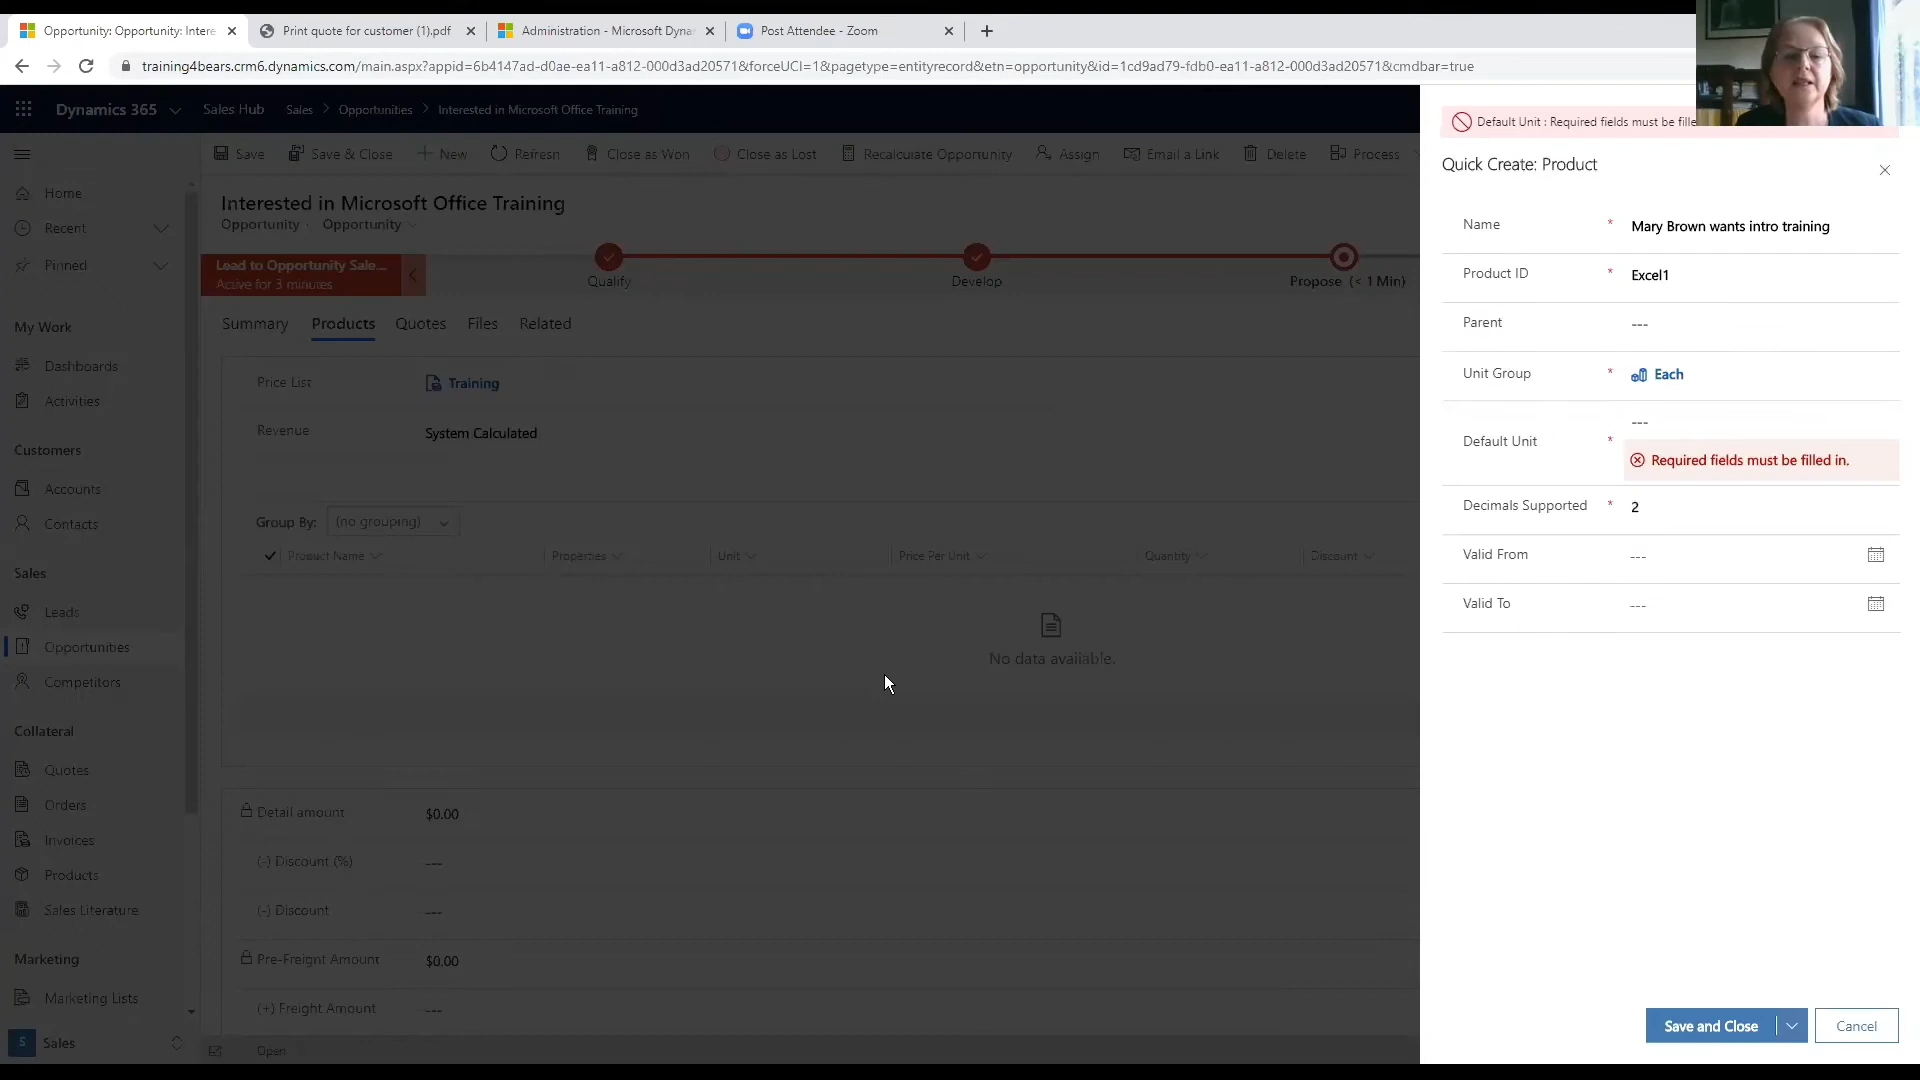 Opportunity: Opportunity: Intere
Print quote for customer (1).pdf
Administration - Microsoft Dyna
Post Attendee - Zoom
training4bears.crm6.dynamics.com/main.aspx?appid=6b4147ad-d0ae-ea11-a812-000d3ad20571&forceUCI=1&pagetype=entityrecord&etn=opportunity&id=1cd9ad79-fdb0-ea11-a812-000d3ad20571&cmdbar=true
Dynamics 365 Sales Hub Sales > Opportunities > Interested in Microsoft Office Training
Save Save & Close New Refresh Close as Won Close as Lost Recalculate Opportunity Assign Email a Link Delete Process
Home
Recent
Pinned
My Work
Dashboards
Activities
Customers
Accounts
Contacts
Sales
Leads
Opportunities
Competitors
Collateral
Quotes
Orders
Invoices
Products
Sales Literature
Marketing
Marketing Lists
S Sales
Interested in Microsoft Office Training
Opportunity · Opportunity
Lead to Opportunity Sale...
Active for 3 minutes
Qualify
Develop
Propose (< 1 Min)
Summary Products Quotes Files Related
Price List Training
Revenue System Calculated
Group By: (no grouping)
Product Name Properties Unit Price Per Unit Quantity Discount
No data available.
Detail amount $0.00
(-) Discount (%) ---
(-) Discount ---
Pre-Freight Amount $0.00
(+) Freight Amount ---
Open
Default Unit : Required fields must be fille
Quick Create: Product
Name * Mary Brown wants intro training
Product ID * Excel1
Parent ---
Unit Group * Each
Default Unit * ---
Required fields must be filled in.
Decimals Supported * 2
Valid From ---
Valid To ---
Save and Close
Cancel